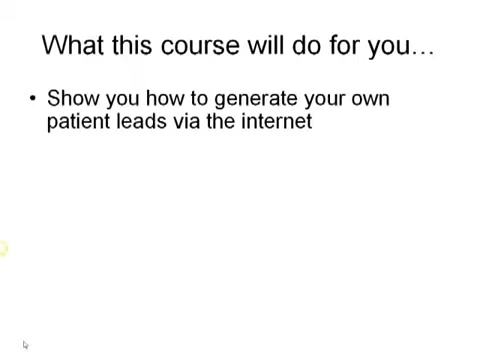 What this course will do for you...
• Show you how to generate your own
patient leads via the internet